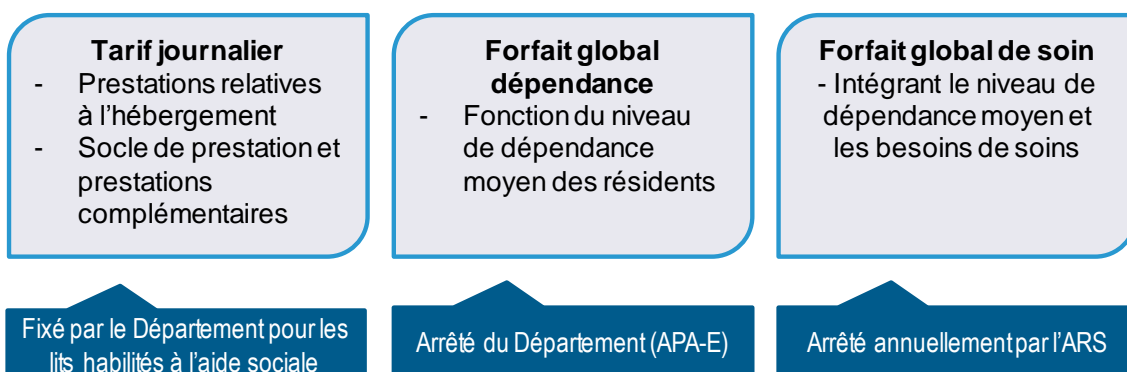 Tarif journalier
- Prestations relatives
à l'hébergement
- Socle de prestation et
prestations
complémentaires
Fixé par le Département pour les
lits habilités à l'aide sociale
Forfait global
dépendance
- Fonction du niveau
de dépendance
moyen des résidents
Arrêté du Département (APA-E)
Forfait global de soin
- Intégrant le niveau de
dépendance moyen et
les besoins de soins
Arrêté annuellement par l'ARS